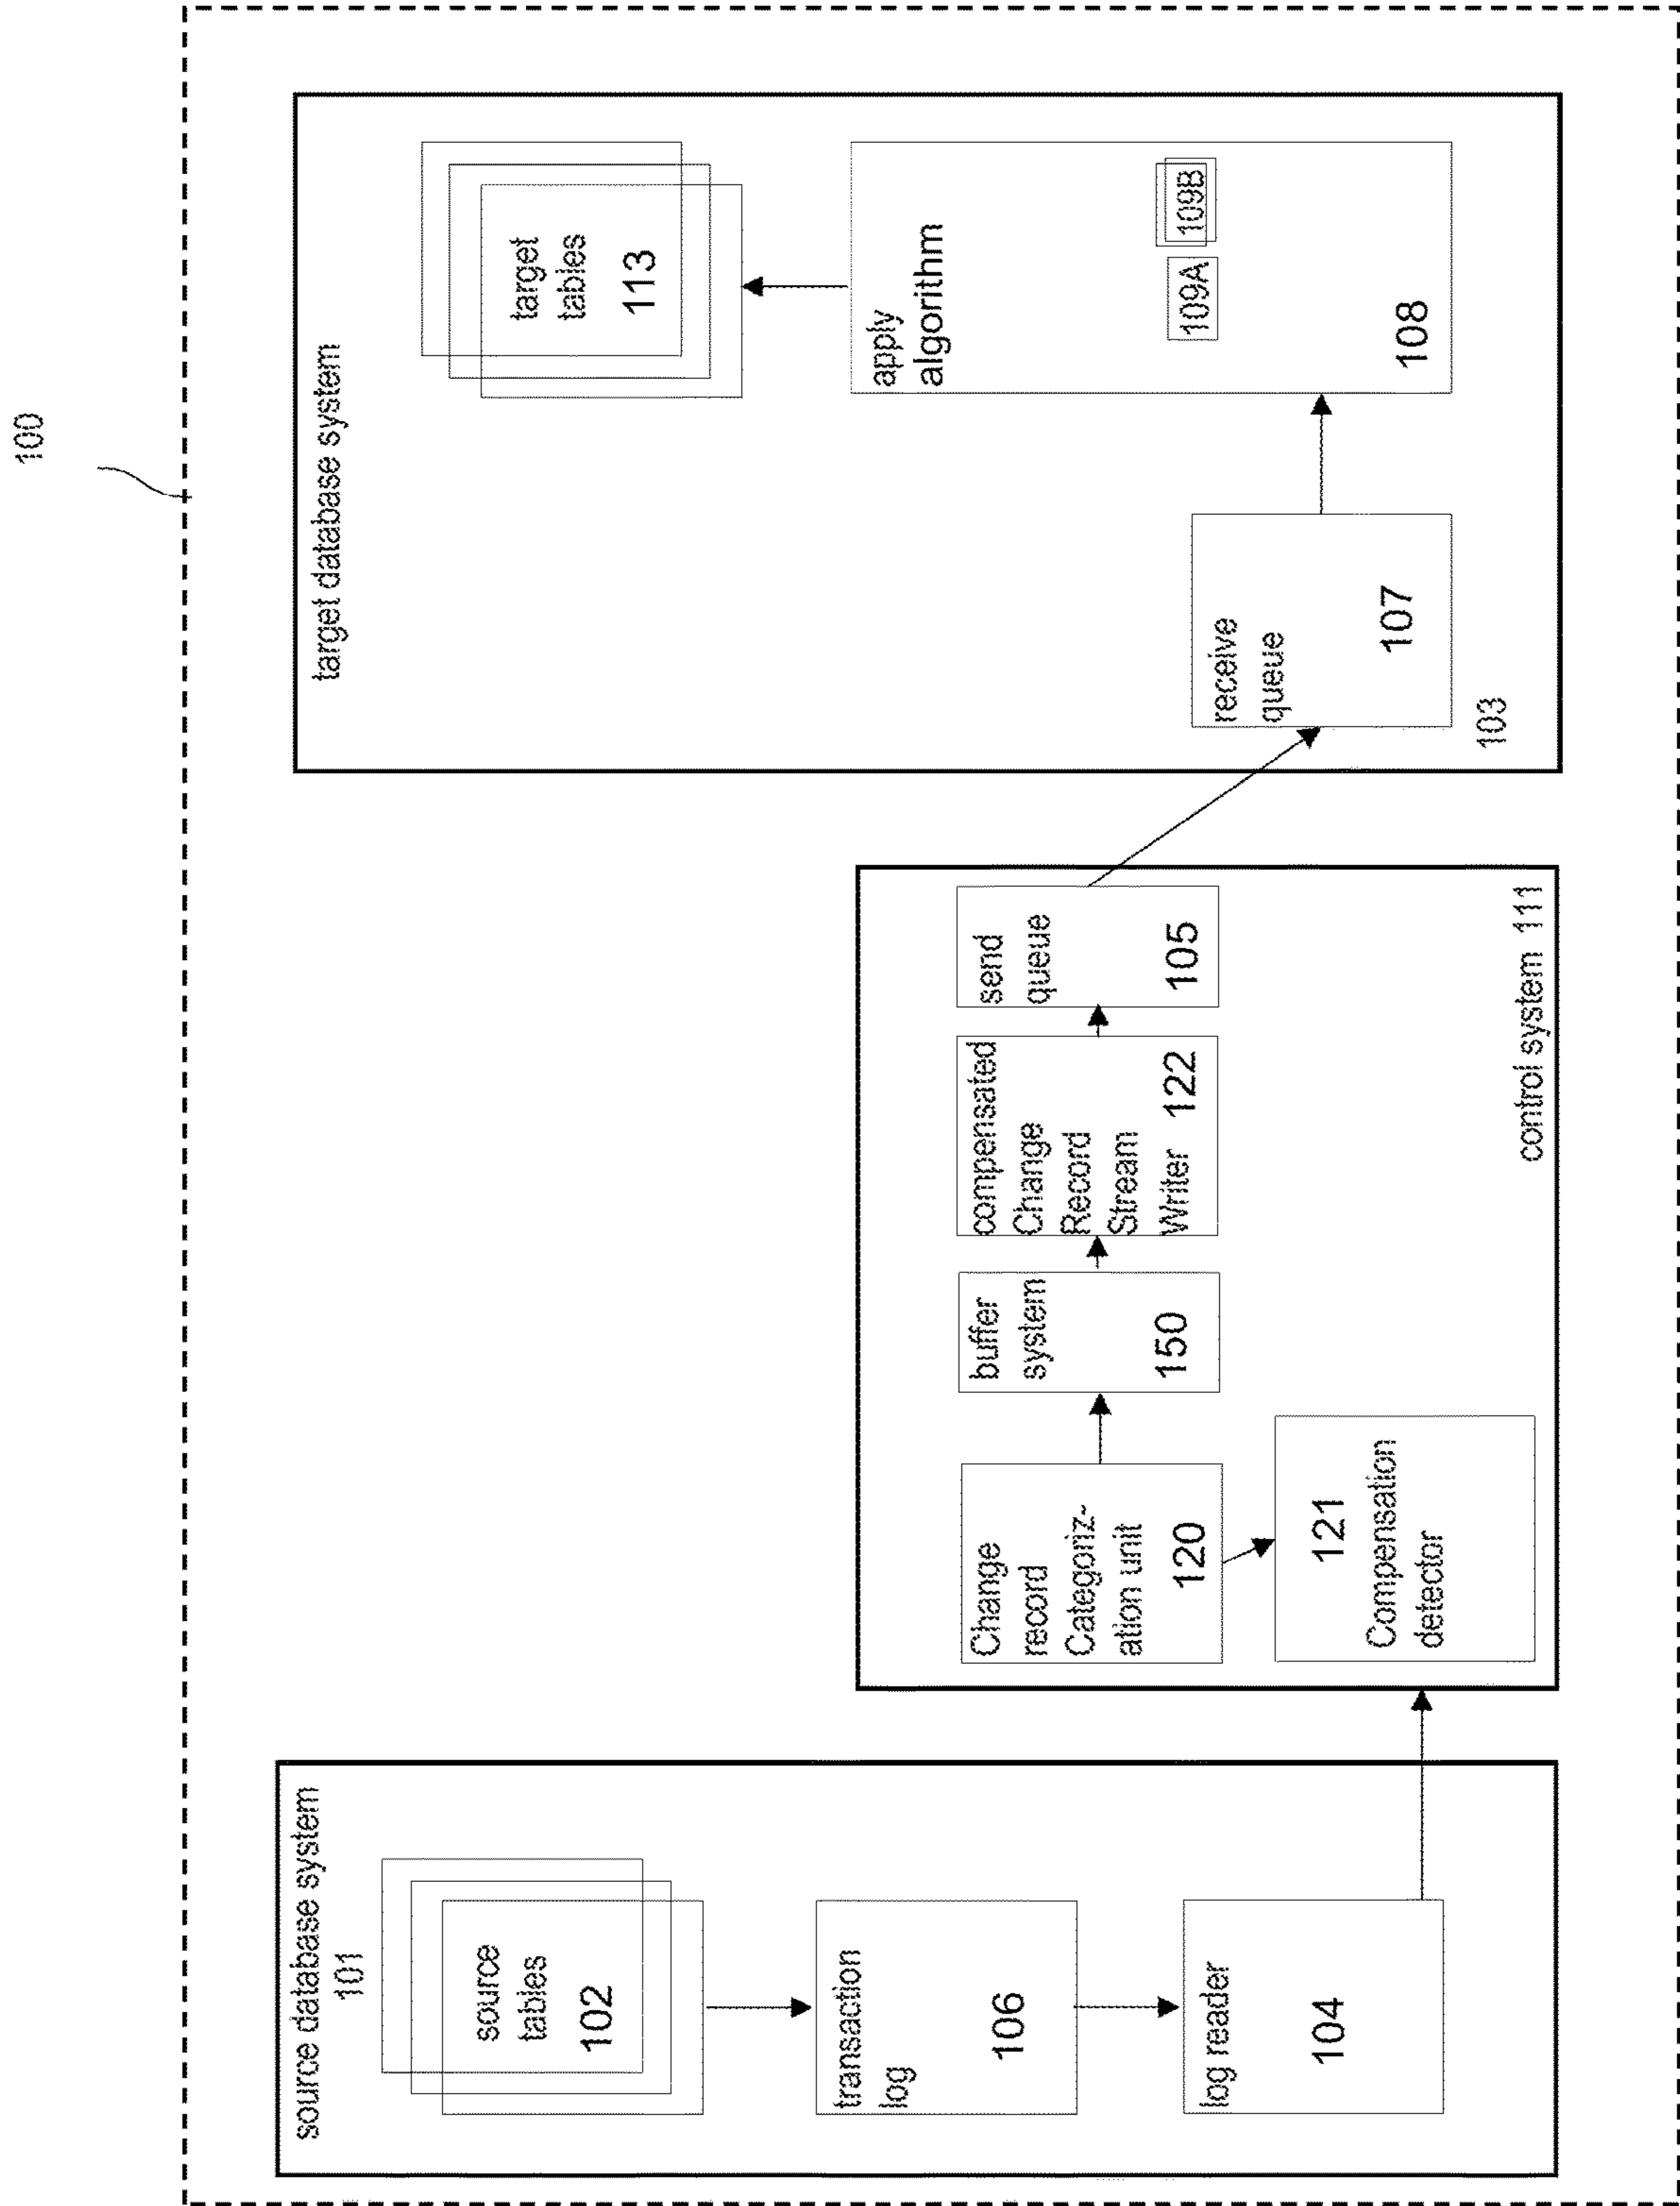 100
source database system
101
source
tables
102
transaction
log
106
log reader
104
Change
record
Categoriz-
ation unit
120
121
Compensation
detector
buffer
system
150
compensated
Change
Record
Stream
Writer 122
send
queue
105
control system 111
target database system
target
tables
113
apply
algorithm
109A
109B
108
receive
queue
107
103